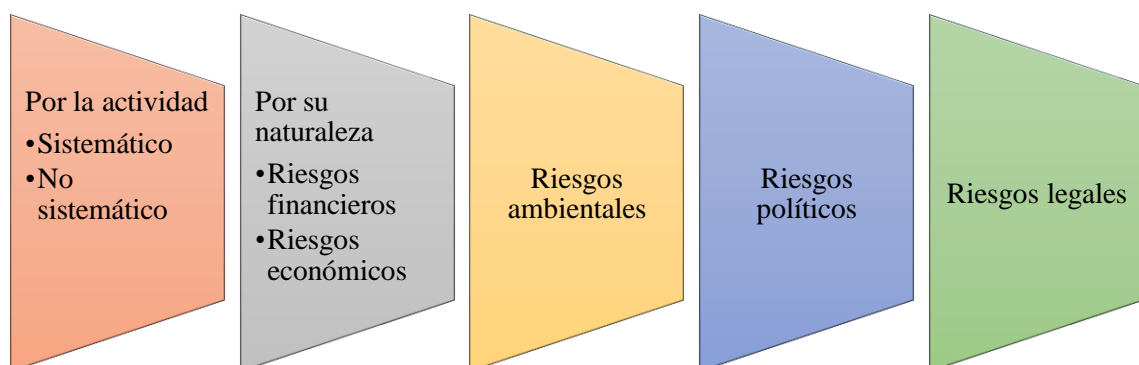 Por la actividad
•Sistemático
•No
sistemático
Por su
naturaleza
•Riesgos
financieros
•Riesgos
económicos
Riesgos
ambientales
Riesgos
políticos
Riesgos legales